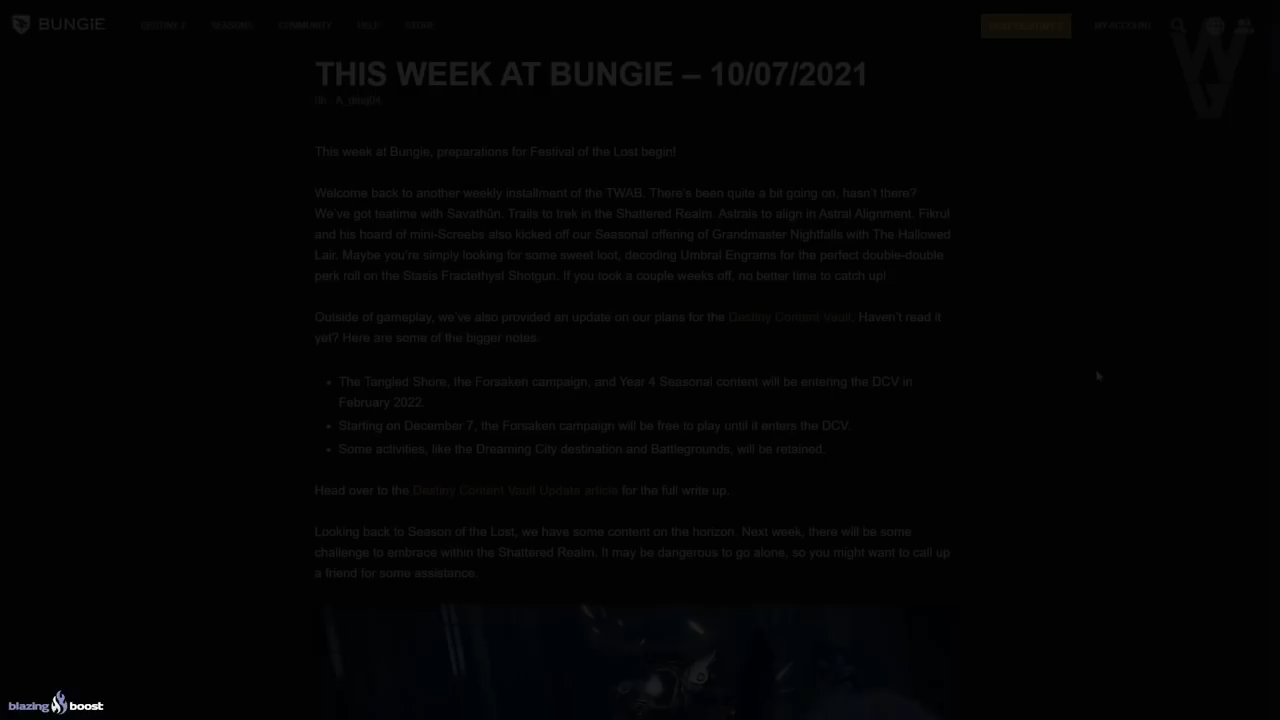 BUNGiE
DESTINY 2 SEASONS COMMUNITY HELP STORE
MY ACCOUNT
W
G
THIS WEEK AT BUNGIE – 10/07/2021
This week at Bungie, preparations for Festival of the Lost begin!
Welcome back to another weekly installment of the TWAB. There's been quite a bit going on, hasn't there?
We've got teatime with Savathûn. Trails to trek in the Shattered Realm. Astrals to align in Astral Alignment. Fikrul
and his hoard of mini-Screebs also kicked off our Seasonal offering of Grandmaster Nightfalls with The Hallowed
Lair. Maybe you're simply looking for some sweet loot, decoding Umbral Engrams for the perfect double-double
perk roll on the Stasis Fractethysl Shotgun. If you took a couple weeks off, no better time to catch up!
Outside of gameplay, we've also provided an update on our plans for the Destiny Content Vault. Haven't read it
yet? Here are some of the bigger notes.
• The Tangled Shore, the Forsaken campaign, and Year 4 Seasonal content will be entering the DCV in
February 2022.
• Starting on December 7, the Forsaken campaign will be free to play until it enters the DCV.
• Some activities, like the Dreaming City destination and Battlegrounds, will be retained.
Head over to the Destiny Content Vault Update article for the full write up.
Looking back to Season of the Lost, we have some content on the horizon. Next week, there will be some
challenge to embrace within the Shattered Realm. It may be dangerous to go alone, so you might want to call up
a friend for some assistance.
blazing boost